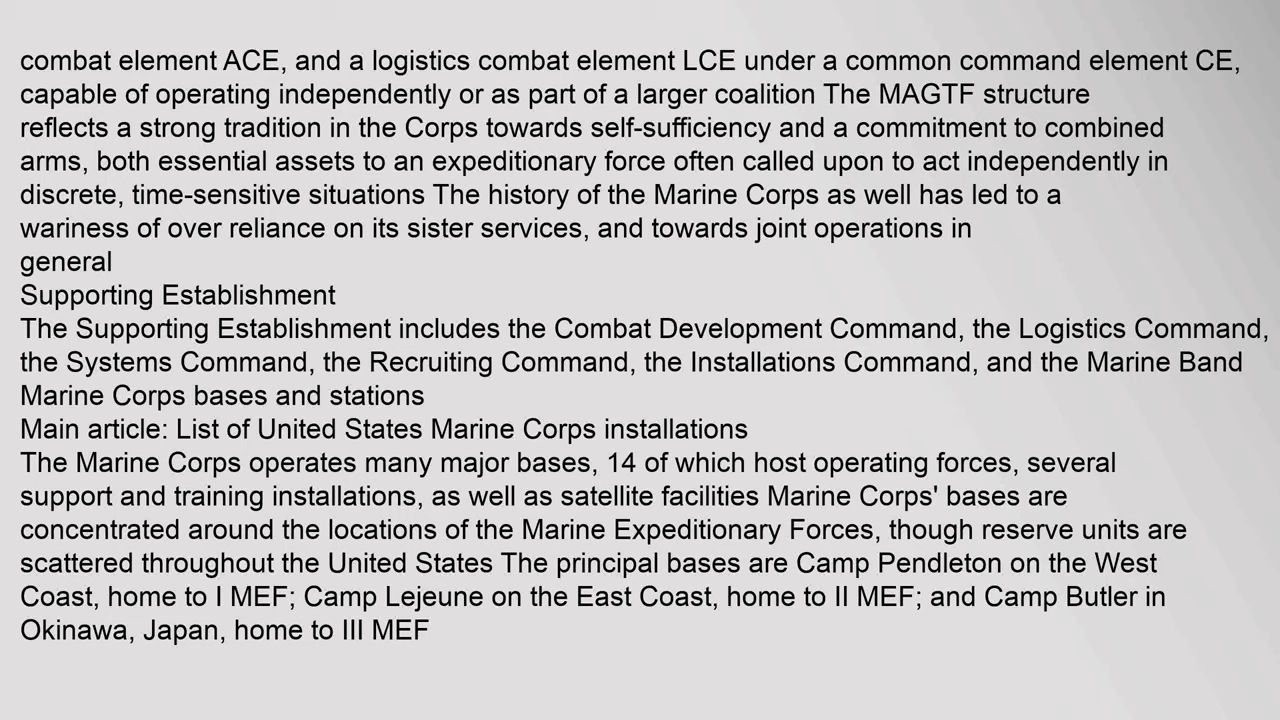 combat element ACE, and a logistics combat element LCE under a common command element CE,
capable of operating independently or as part of a larger coalition The MAGTF structure
reflects a strong tradition in the Corps towards self-sufficiency and a commitment to combined
arms, both essential assets to an expeditionary force often called upon to act independently in
discrete, time-sensitive situations The history of the Marine Corps as well has led to a
wariness of over reliance on its sister services, and towards joint operations in
general
Supporting Establishment
The Supporting Establishment includes the Combat Development Command, the Logistics Command,
the Systems Command, the Recruiting Command, the Installations Command, and the Marine Band
Marine Corps bases and stations
Main article: List of United States Marine Corps installations
The Marine Corps operates many major bases, 14 of which host operating forces, several
support and training installations, as well as satellite facilities Marine Corps' bases are
concentrated around the locations of the Marine Expeditionary Forces, though reserve units are
scattered throughout the United States The principal bases are Camp Pendleton on the West
Coast, home to I MEF; Camp Lejeune on the East Coast, home to II MEF; and Camp Butler in
Okinawa, Japan, home to III MEF